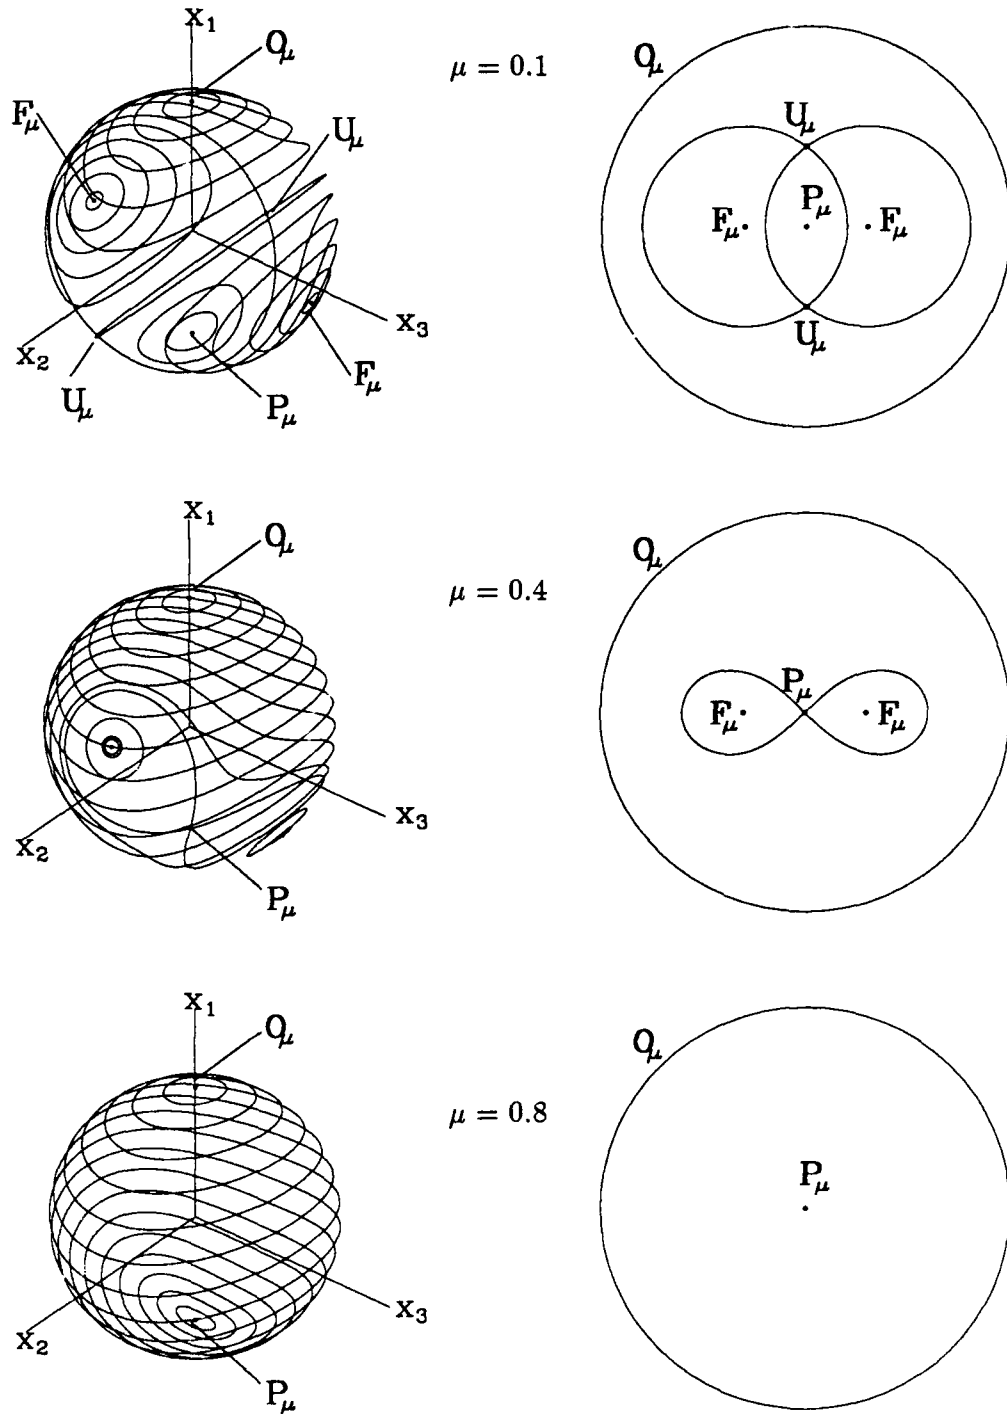 x₁
Q_μ
μ = 0.1
F_μ
U_μ
x₃
x₂
U_μ
F_μ
P_μ
Q_μ
U_μ
P_μ
F_μ
F_μ
U_μ
x₁
Q_μ
μ = 0.4
x₃
x₂
P_μ
Q_μ
P_μ
F_μ
F_μ
x₁
Q_μ
μ = 0.8
x₃
x₂
P_μ
Q_μ
P_μ